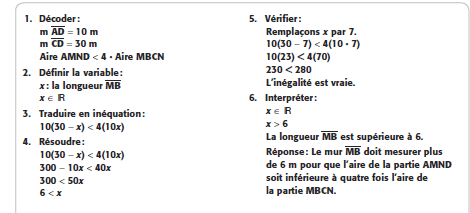 1. Décoder:
m AD = 10 m
m CD = 30 m
Aire AMND < 4 · Aire MBCN
2. Définir la variable:
x: la longueur MB
x ∈ ℝ
3. Traduire en inéquation:
10(30 – x) < 4(10x)
4. Résoudre:
10(30 – x) < 4(10x)
300 – 10x < 40x
300 < 50x
6 < x
5. Vérifier:
Remplaçons x par 7.
10(30 – 7) < 4(10 · 7)
10(23) < 4(70)
230 < 280
L'inégalité est vraie.
6. Interpréter:
x ∈ ℝ
x > 6
La longueur MB est supérieure à 6.
Réponse: Le mur MB doit mesurer plus
de 6 m pour que l'aire de la partie AMND
soit inférieure à quatre fois l'aire de
la partie MBCN.